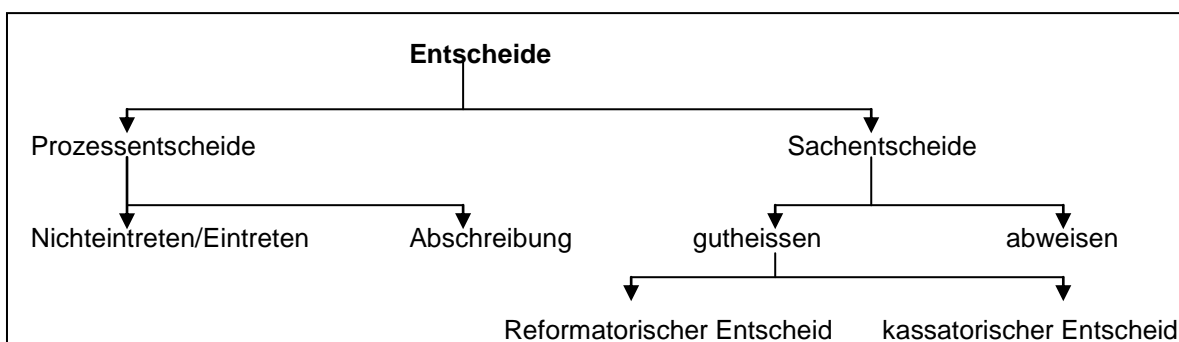 Entscheide
Prozessentscheide Sachentscheide
Nichteintreten/Eintreten Abschreibung gutheissen abweisen
Reformatorischer Entscheid kassatorischer Entscheid